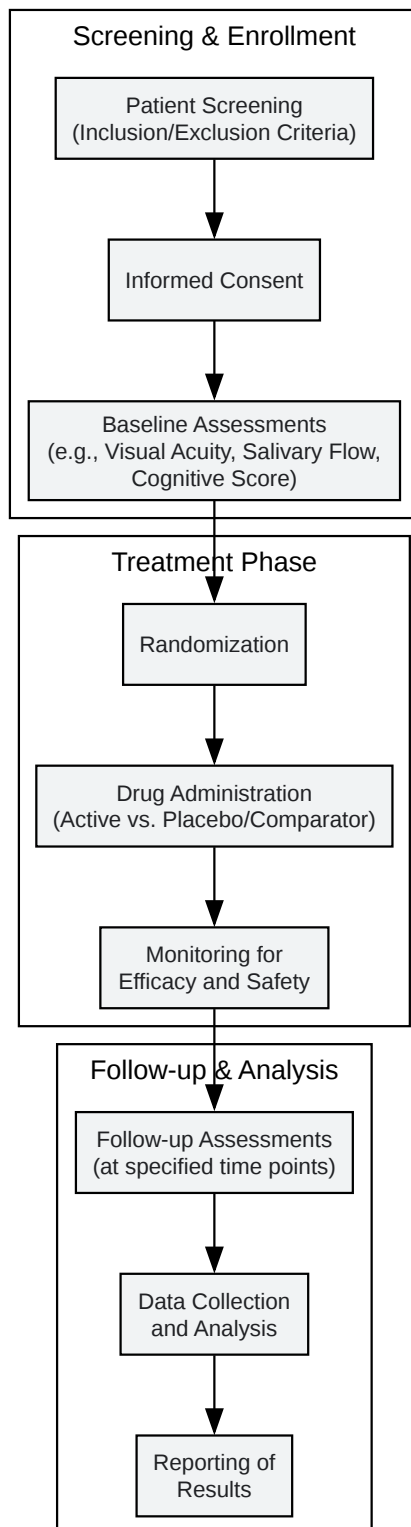 Screening & Enrollment
Patient Screening
(Inclusion/Exclusion Criteria)
Informed Consent
Baseline Assessments
(e.g., Visual Acuity, Salivary Flow,
Cognitive Score)
Treatment Phase
Randomization
Drug Administration
(Active vs. Placebo/Comparator)
Monitoring for
Efficacy and Safety
Follow-up & Analysis
Follow-up Assessments
(at specified time points)
Data Collection
and Analysis
Reporting of
Results